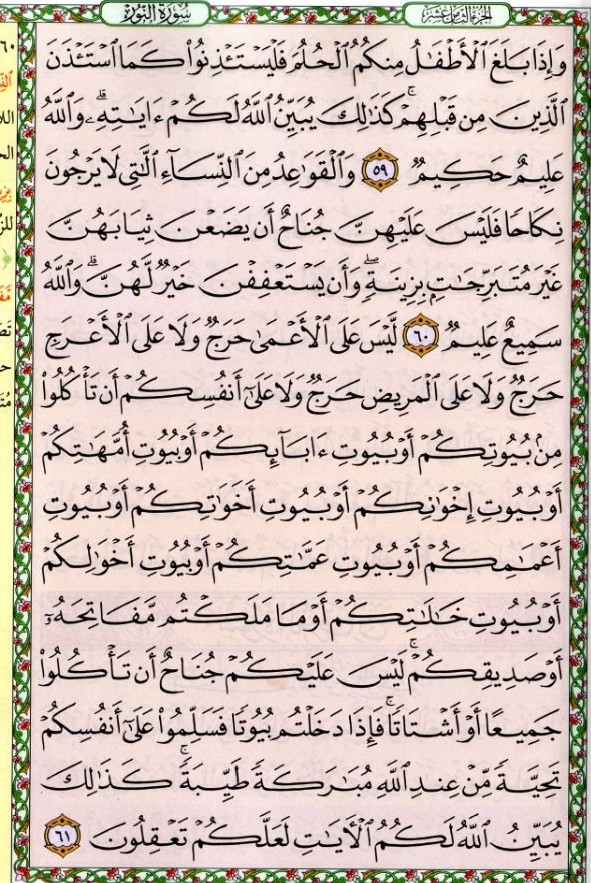 الجزء الثامن عشر
سورة النور
وَإِذَا بَلَغَ ٱلْأَطْفَٰلُ مِنكُمُ ٱلْحُلُمَ فَلْيَسْتَـْٔذِنُوا۟ كَمَا ٱسْتَـْٔذَنَ
ٱلَّذِينَ مِن قَبْلِهِمْ ۚ كَذَٰلِكَ يُبَيِّنُ ٱللَّهُ لَكُمْ ءَايَٰتِهِۦ ۗ وَٱللَّهُ
عَلِيمٌ حَكِيمٌ ٥٩ وَٱلْقَوَٰعِدُ مِنَ ٱلنِّسَآءِ ٱلَّٰتِى لَا يَرْجُونَ
نِكَاحًا فَلَيْسَ عَلَيْهِنَّ جُنَاحٌ أَن يَضَعْنَ ثِيَابَهُنَّ
غَيْرَ مُتَبَرِّجَٰتٍۭ بِزِينَةٍ ۖ وَأَن يَسْتَعْفِفْنَ خَيْرٌ لَّهُنَّ ۗ وَٱللَّهُ
سَمِيعٌ عَلِيمٌ ٦٠ لَّيْسَ عَلَى ٱلْأَعْمَىٰ حَرَجٌ وَلَا عَلَى ٱلْأَعْرَجِ
حَرَجٌ وَلَا عَلَى ٱلْمَرِيضِ حَرَجٌ وَلَا عَلَىٰٓ أَنفُسِكُمْ أَن تَأْكُلُوا۟
مِنۢ بُيُوتِكُمْ أَوْ بُيُوتِ ءَابَآئِكُمْ أَوْ بُيُوتِ أُمَّهَٰتِكُمْ
أَوْ بُيُوتِ إِخْوَٰنِكُمْ أَوْ بُيُوتِ أَخَوَٰتِكُمْ أَوْ بُيُوتِ
أَعْمَٰمِكُمْ أَوْ بُيُوتِ عَمَّٰتِكُمْ أَوْ بُيُوتِ أَخْوَٰلِكُمْ
أَوْ بُيُوتِ خَٰلَٰتِكُمْ أَوْ مَا مَلَكْتُم مَّفَاتِحَهُۥٓ
أَوْ صَدِيقِكُمْ ۚ لَيْسَ عَلَيْكُمْ جُنَاحٌ أَن تَأْكُلُوا۟
جَمِيعًا أَوْ أَشْتَاتًا ۚ فَإِذَا دَخَلْتُم بُيُوتًا فَسَلِّمُوا۟ عَلَىٰٓ أَنفُسِكُمْ
تَحِيَّةً مِّنْ عِندِ ٱللَّهِ مُبَٰرَكَةً طَيِّبَةً ۚ كَذَٰلِكَ
يُبَيِّنُ ٱللَّهُ لَكُمُ ٱلْءَايَٰتِ لَعَلَّكُمْ تَعْقِلُونَ ٦١